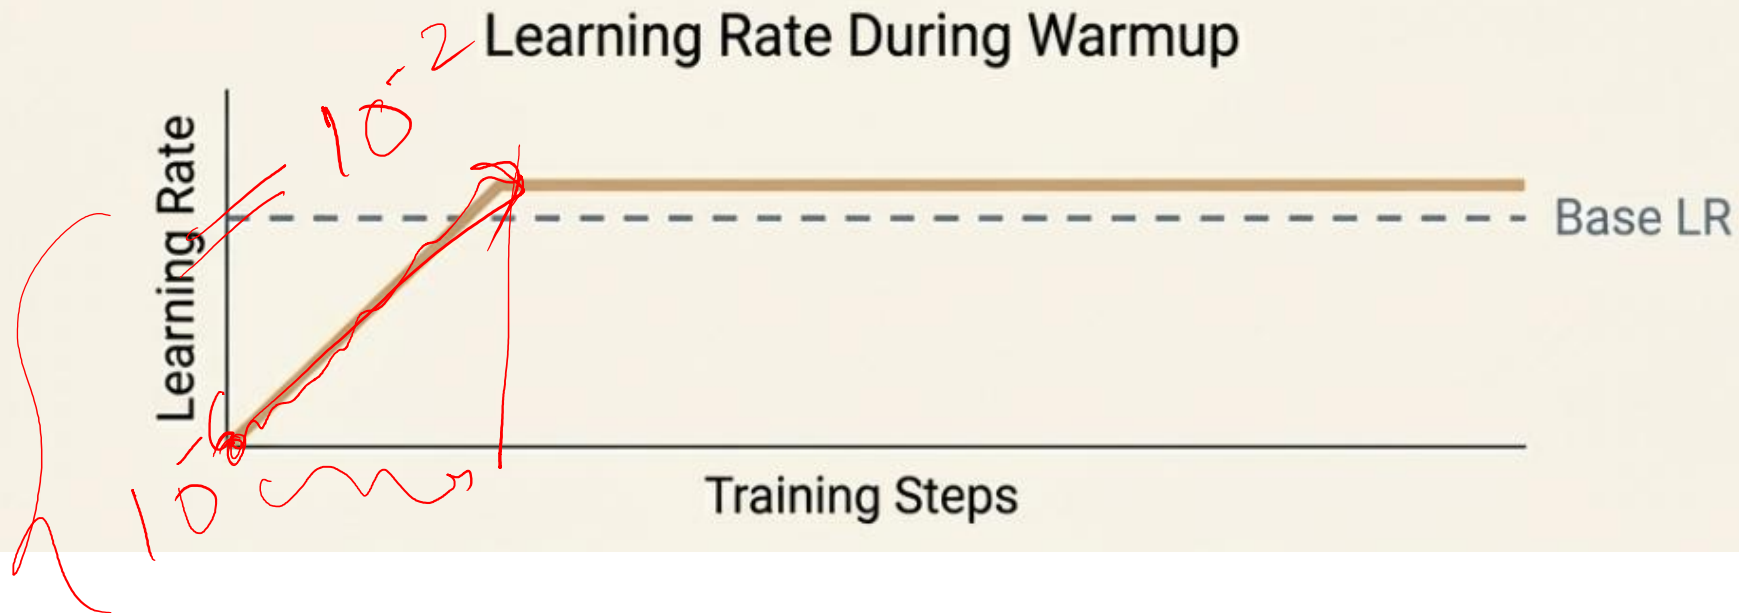 Learning Rate During Warmup
10⁻²
Learning Rate
Base LR
10⁻⁶
Training Steps